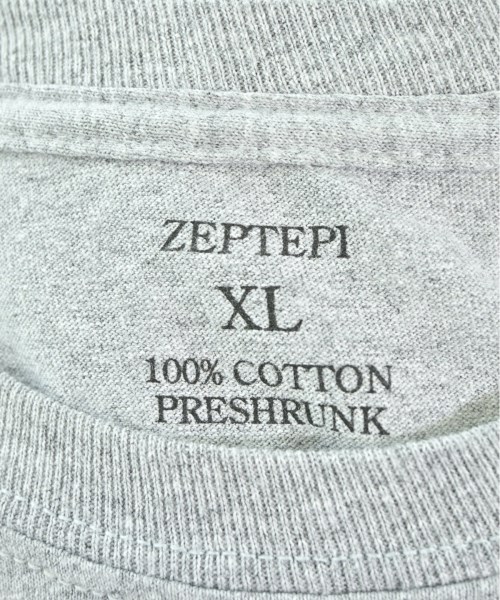 ZEPTEPI
XL
100% COTTON
PRESHRUNK